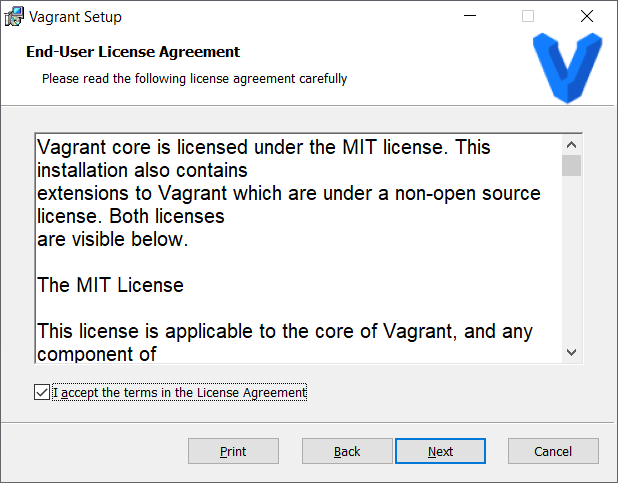 Vagrant Setup
End-User License Agreement
Please read the following license agreement carefully
Vagrant core is licensed under the MIT license. This
installation also contains
extensions to Vagrant which are under a non-open source
license. Both licenses
are visible below.
The MIT License
This license is applicable to the core of Vagrant, and any
component of
I accept the terms in the License Agreement
Print
Back
Next
Cancel